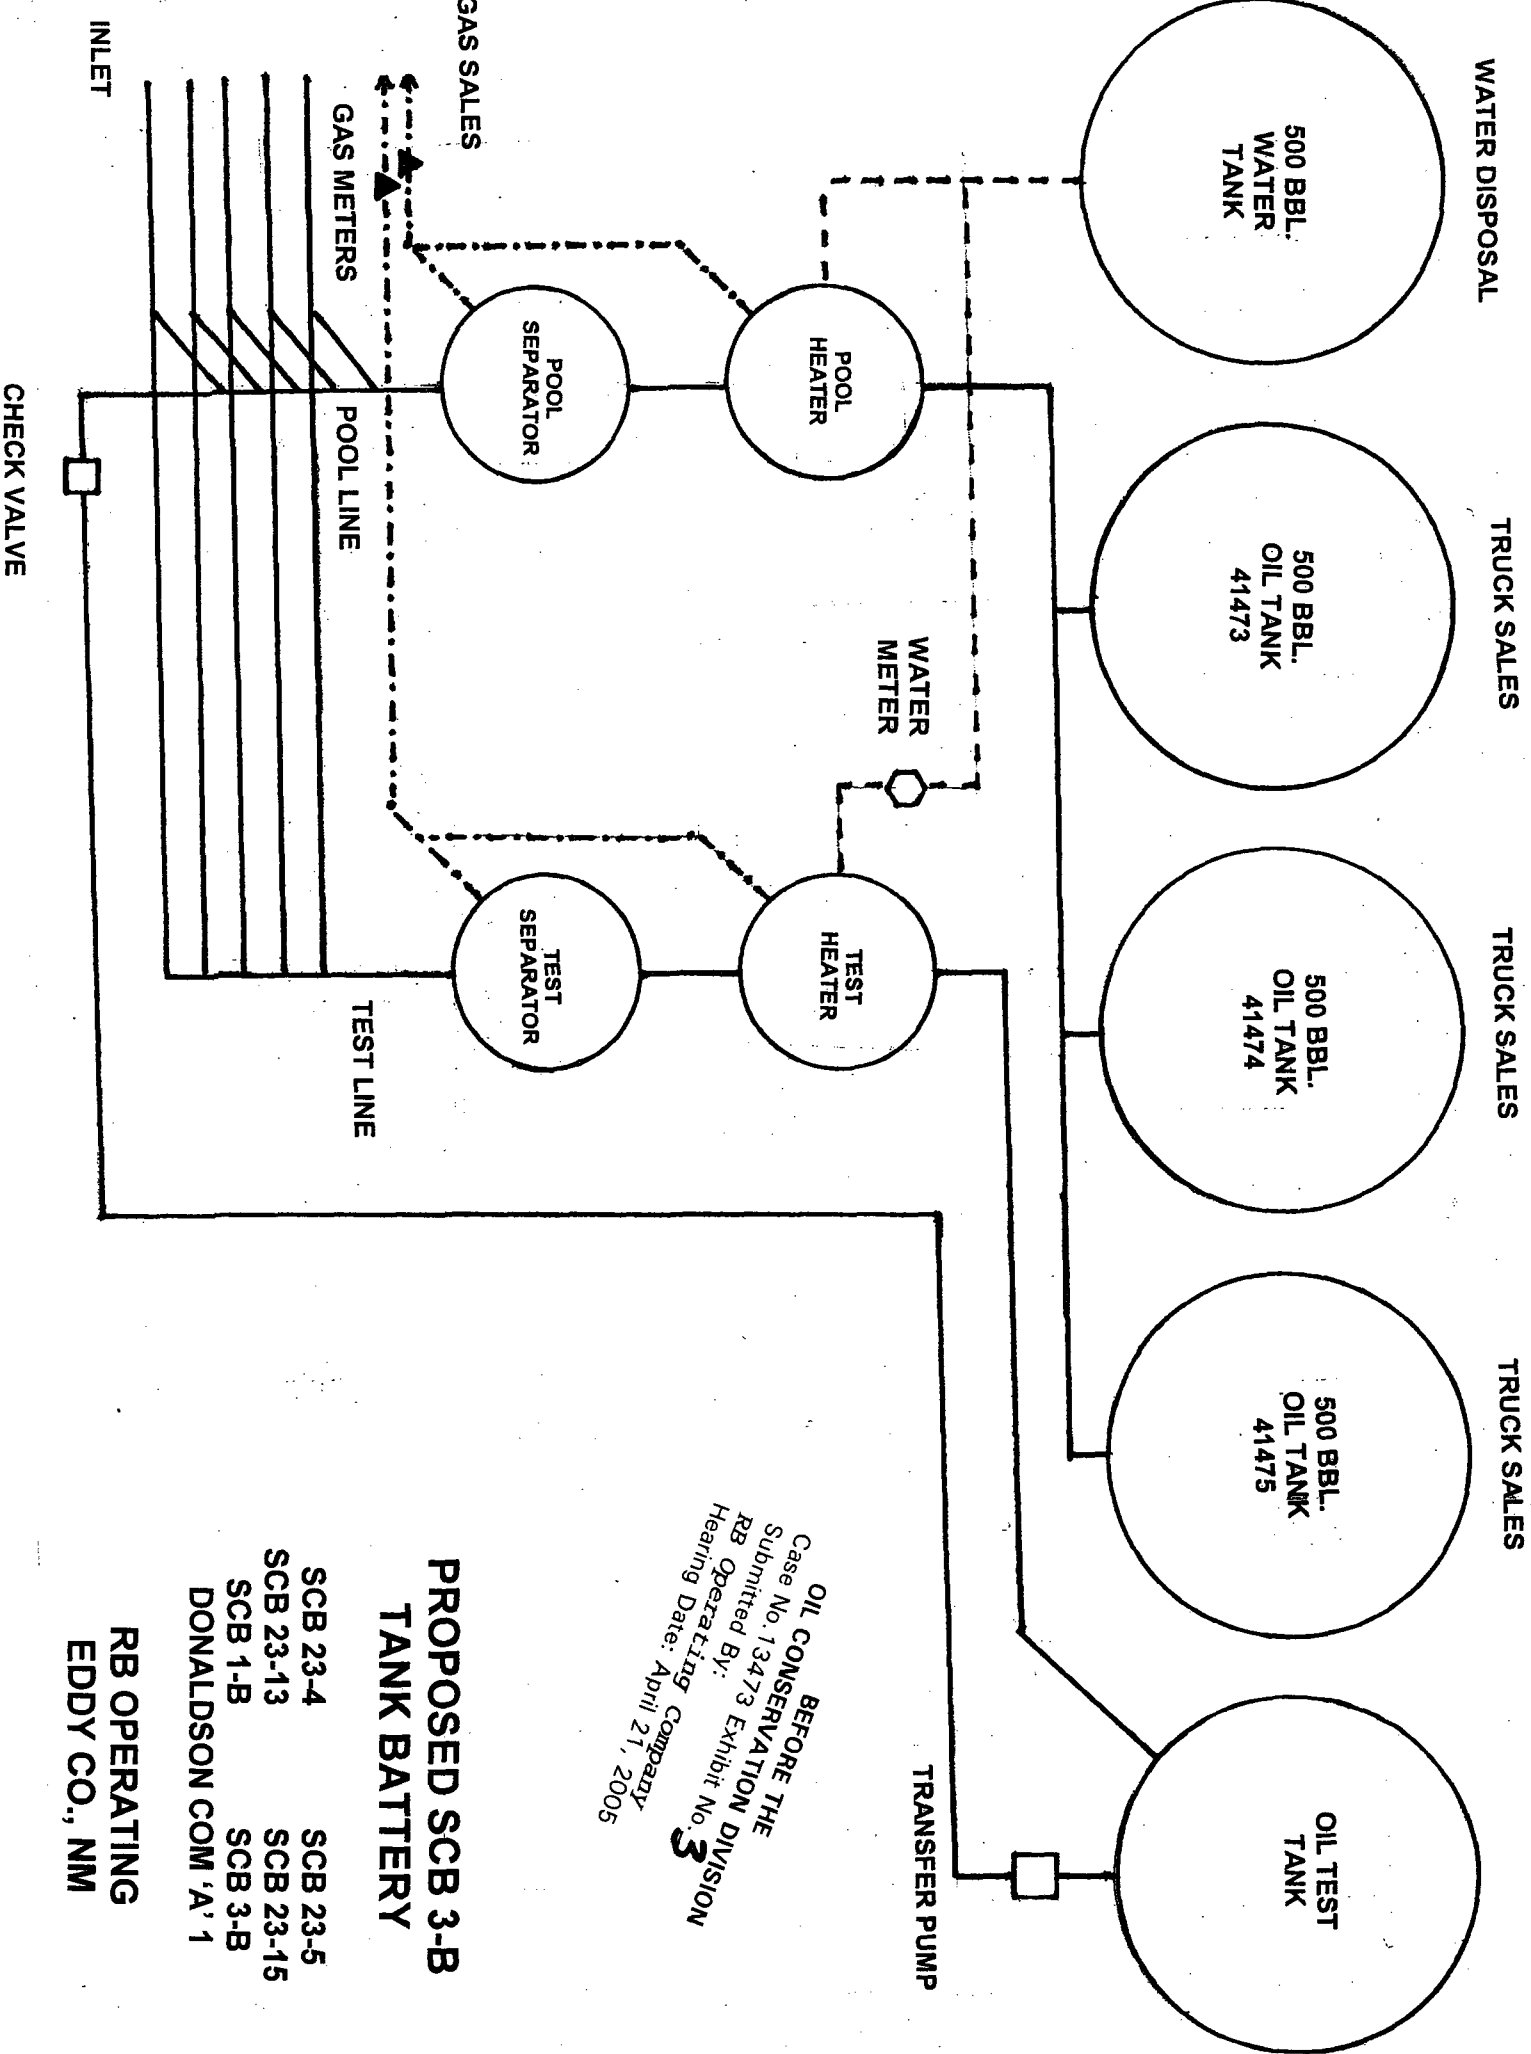 WATER DISPOSAL
TRUCK SALES
TRUCK SALES
TRUCK SALES
500 BBL.
WATER
TANK
500 BBL.
OIL TANK
41473
500 BBL.
OIL TANK
41474
500 BBL.
OIL TANK
41475
OIL TEST
TANK
TRANSFER PUMP
WATER
METER
POOL
HEATER
TEST
HEATER
POOL
SEPARATOR
TEST
SEPARATOR
GAS SALES
GAS METERS
POOL LINE
TEST LINE
INLET
CHECK VALVE
BEFORE THE
OIL CONSERVATION DIVISION
Case No.13473 Exhibit No.3
Submitted By:
RB Operating Company
Hearing Date: April 21, 2005
PROPOSED SCB 3-B
TANK BATTERY
SCB 23-4 SCB 23-5
SCB 23-13 SCB 23-15
SCB 1-B SCB 3-B
DONALDSON COM 'A' 1
RB OPERATING
EDDY CO., NM